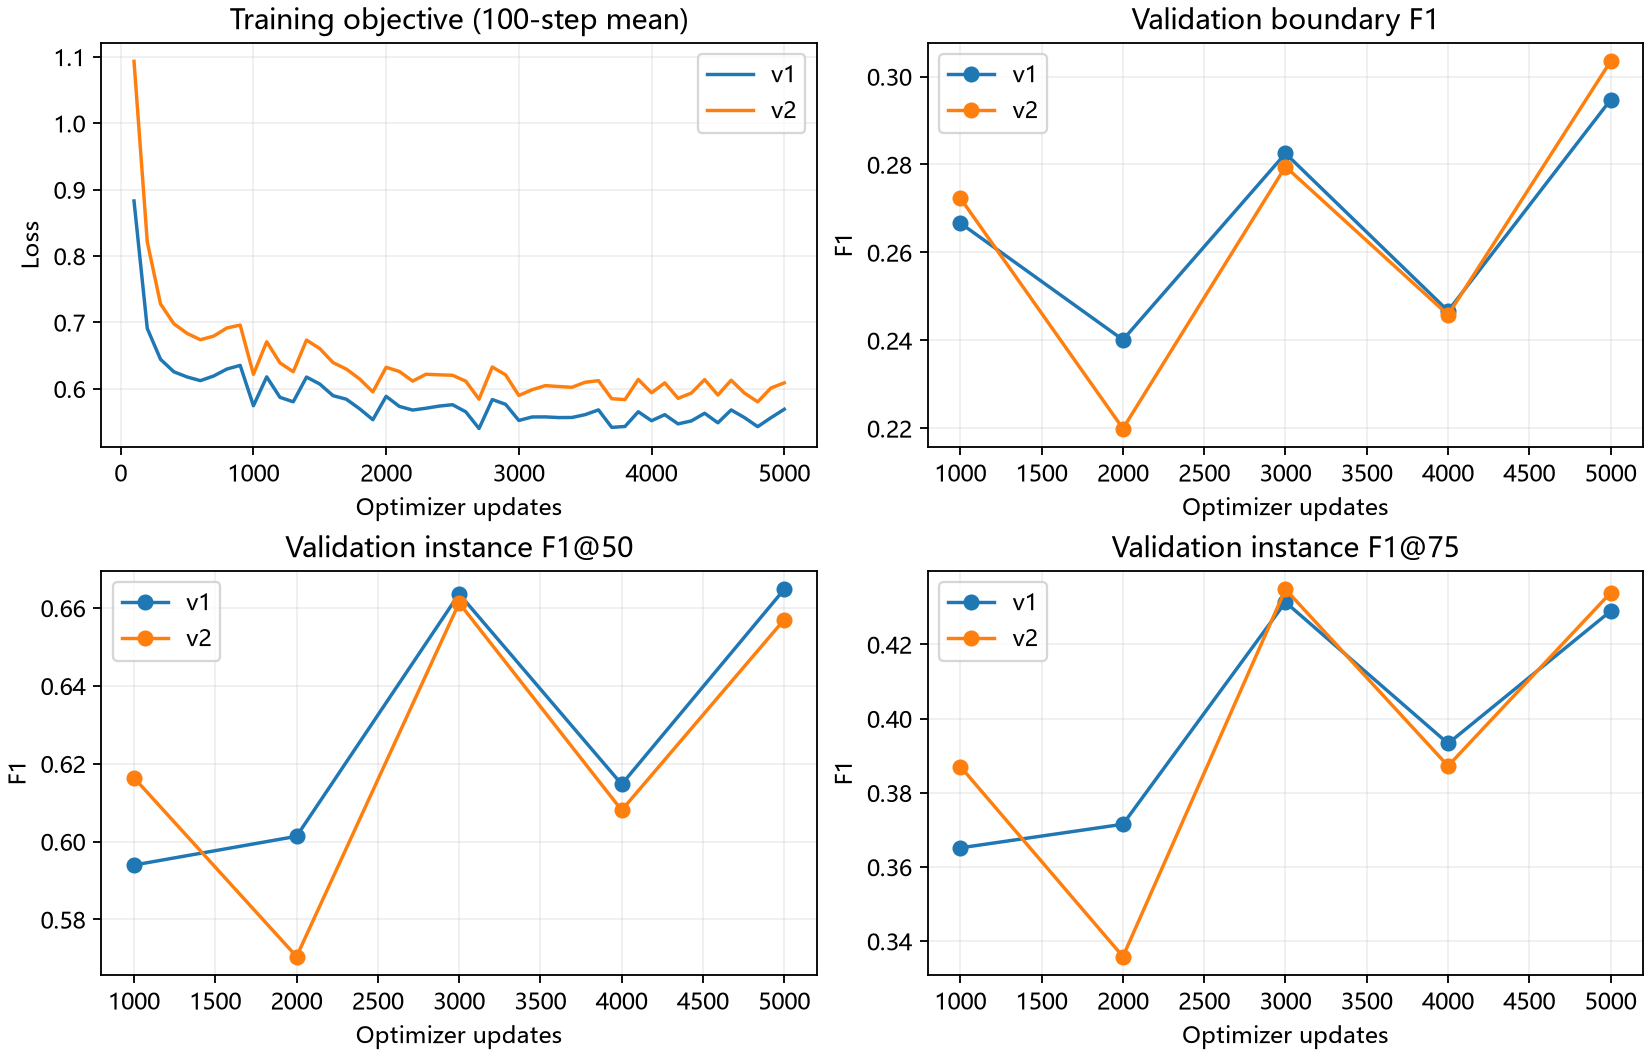 Training objective (100-step mean)
1.1
1.0
0.9
0.8
0.7
0.6
Loss
v1
v2
0
1000
2000
3000
4000
5000
Optimizer updates
Validation boundary F1
0.30
0.28
0.26
0.24
0.22
F1
v1
v2
1000
1500
2000
2500
3000
3500
4000
4500
5000
Optimizer updates
Validation instance F1@50
0.66
0.64
0.62
0.60
0.58
F1
v1
v2
1000
1500
2000
2500
3000
3500
4000
4500
5000
Optimizer updates
Validation instance F1@75
0.42
0.40
0.38
0.36
0.34
F1
v1
v2
1000
1500
2000
2500
3000
3500
4000
4500
5000
Optimizer updates